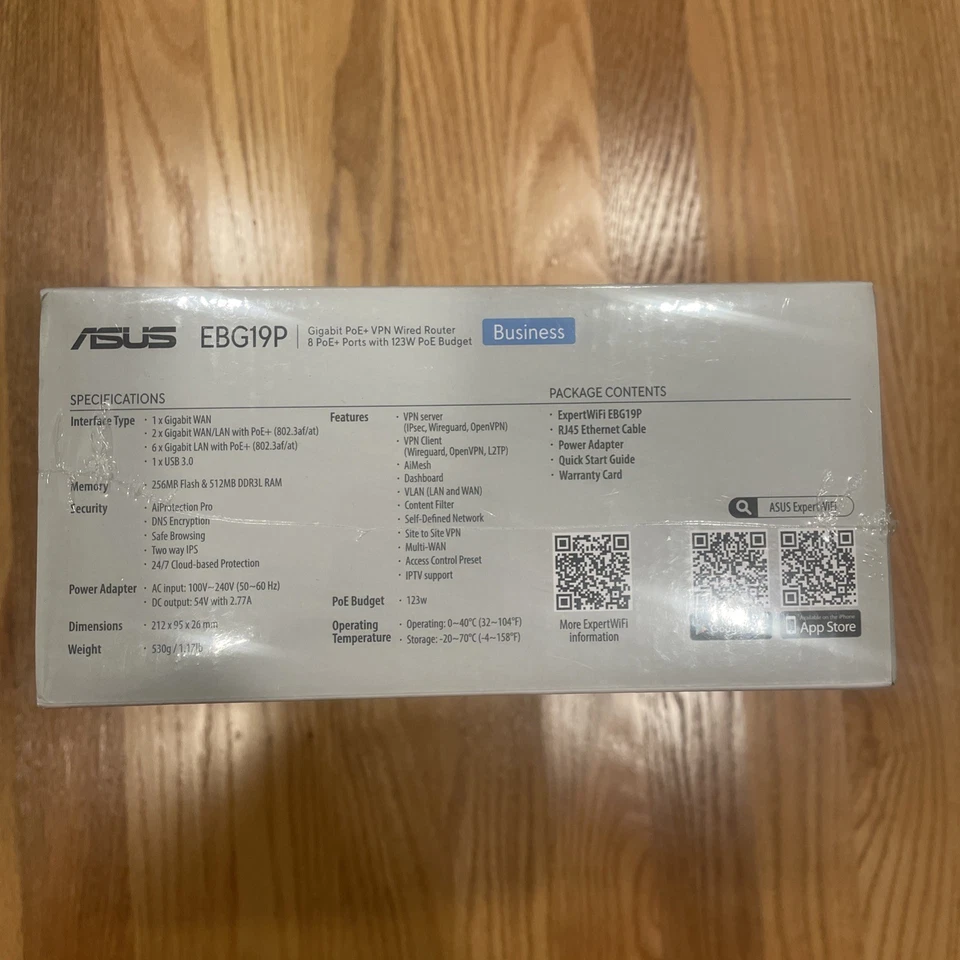 ASUS EBG19P
Gigabit PoE+ VPN Wired Router
8 PoE+ Ports with 123W PoE Budget
Business
SPECIFICATIONS
Interface Type
· 1 x Gigabit WAN
· 2 x Gigabit WAN/LAN with PoE+ (802.3af/at)
· 6 x Gigabit LAN with PoE+ (802.3af/at)
· 1 x USB 3.0
Memory
· 256MB Flash & 512MB DDR3L RAM
Security
· AiProtection Pro
· DNS Encryption
· Safe Browsing
· Two way IPS
· 24/7 Cloud-based Protection
Power Adapter
· AC input: 100V~240V (50~60 Hz)
· DC output: 54V with 2.77A
Dimensions
· 212 x 95 x 26 mm
Weight
· 530g / 1.17lb
Features
· VPN server
(IPsec, Wireguard, OpenVPN)
· VPN Client
(Wireguard, OpenVPN, L2TP)
· AiMesh
· Dashboard
· VLAN (LAN and WAN)
· Content Filter
· Self-Defined Network
· Site to Site VPN
· Multi-WAN
· Access Control Preset
· IPTV support
PoE Budget
· 123w
Operating
Temperature
· Operating: 0~40°C (32~104°F)
· Storage: -20~70°C (-4~158°F)
PACKAGE CONTENTS
· ExpertWiFi EBG19P
· RJ45 Ethernet Cable
· Power Adapter
· Quick Start Guide
· Warranty Card
ASUS ExpertWiFi
More ExpertWiFi
information
Available on the iPhone
App Store